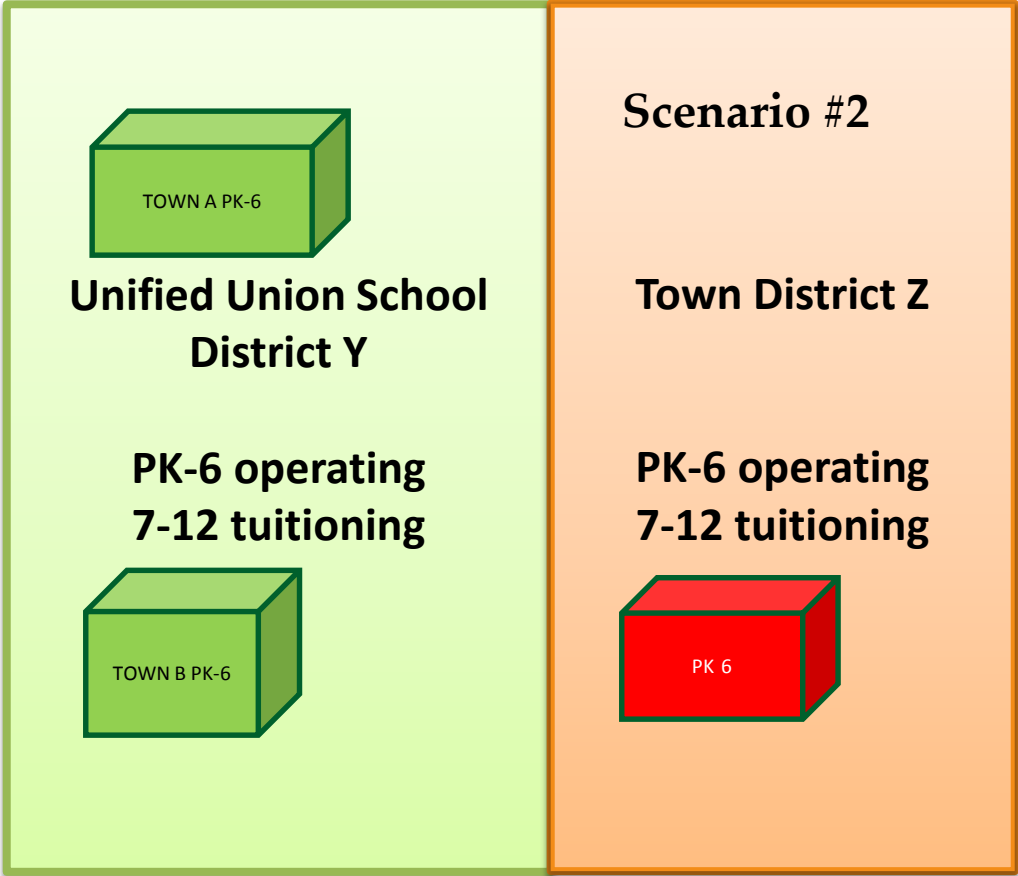 TOWN A PK-6
Unified Union School
District Y
PK-6 operating
7-12 tuitioning
TOWN B PK-6
Scenario #2
Town District Z
PK-6 operating
7-12 tuitioning
PK 6